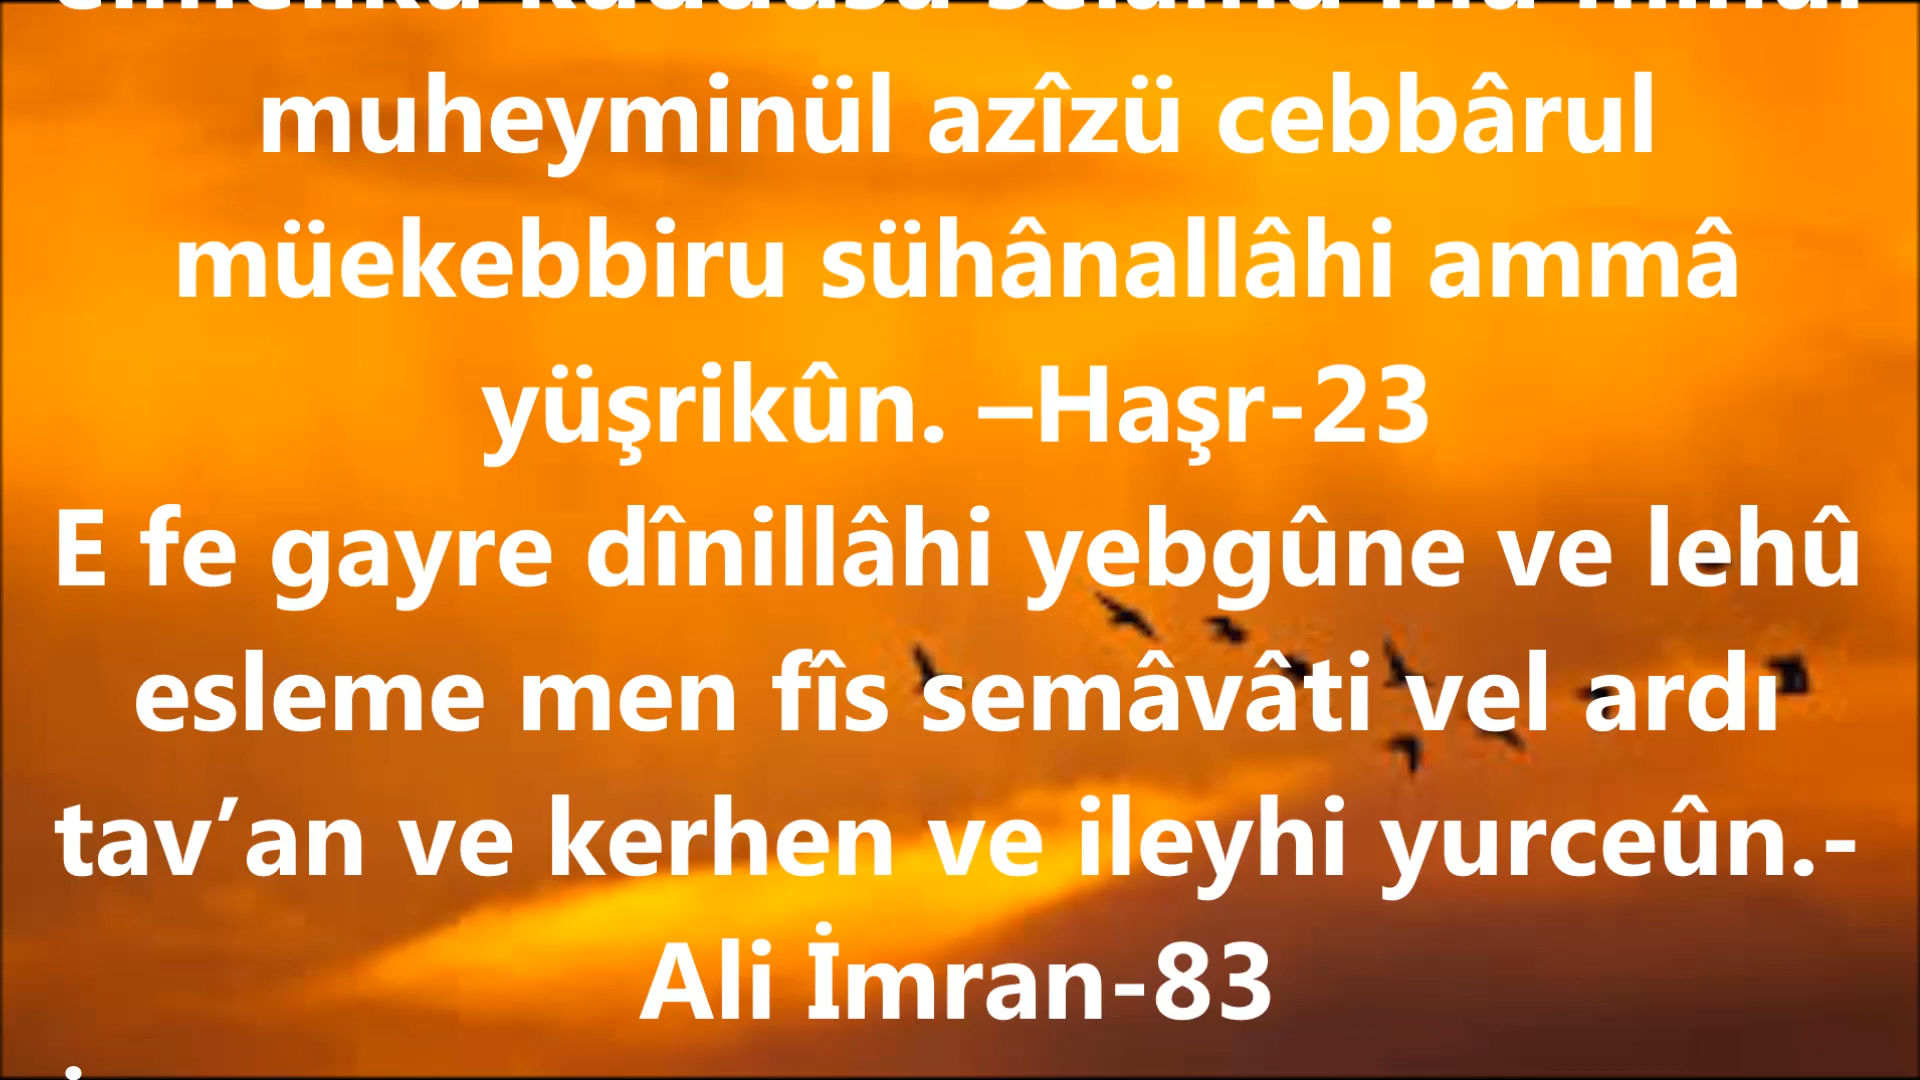 muheyminül azîzü cebbârul
müekebbiru sühânallâhi ammâ
yüşrikûn. –Haşr-23
E fe gayre dînillâhi yebgûne ve lehû
esleme men fîs semâvâti vel ardı
tav’an ve kerhen ve ileyhi yurceûn.-
Ali İmran-83